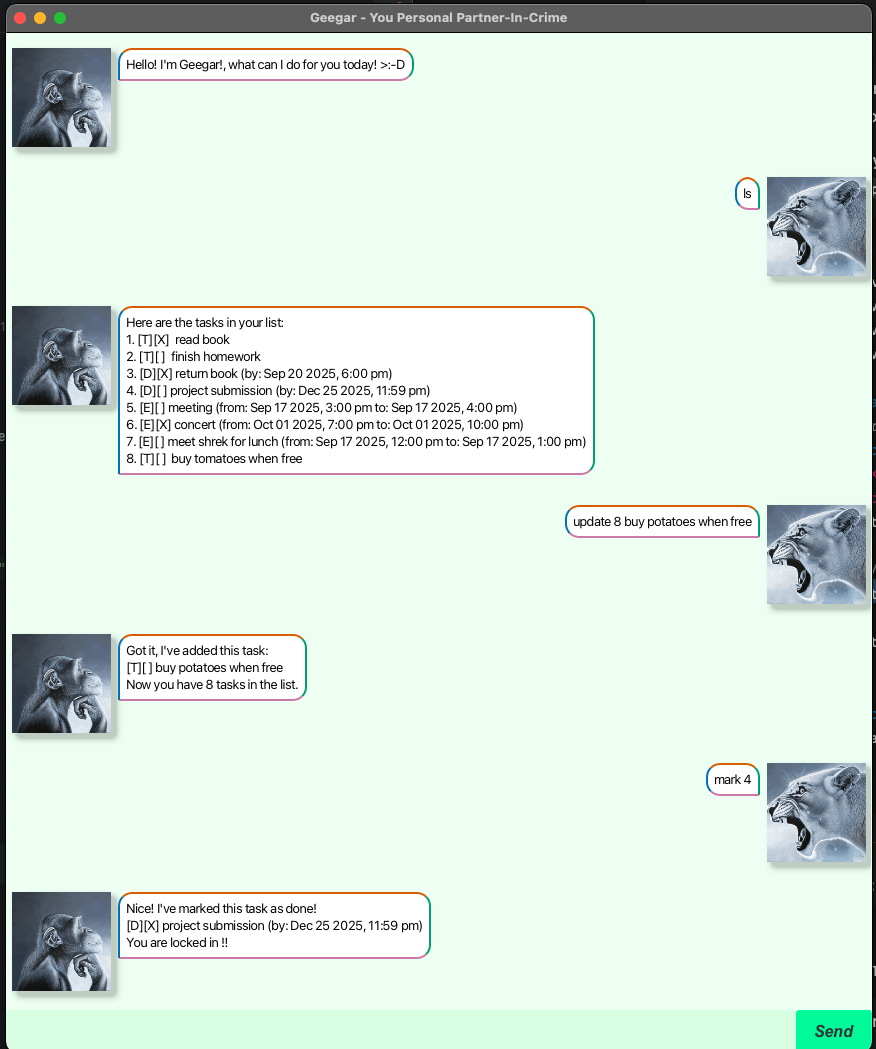 Geegar - You Personal Partner-In-Crime
Hello! I'm Geegar!, what can I do for you today! >:-D
ls
Here are the tasks in your list:
1. [T][X]  read book
2. [T][ ]  finish homework
3. [D][X] return book (by: Sep 20 2025, 6:00 pm)
4. [D][ ] project submission (by: Dec 25 2025, 11:59 pm)
5. [E][ ] meeting (from: Sep 17 2025, 3:00 pm to: Sep 17 2025, 4:00 pm)
6. [E][X] concert (from: Oct 01 2025, 7:00 pm to: Oct 01 2025, 10:00 pm)
7. [E][ ] meet shrek for lunch (from: Sep 17 2025, 12:00 pm to: Sep 17 2025, 1:00 pm)
8. [T][ ]  buy tomatoes when free
update 8 buy potatoes when free
Got it, I've added this task:
[T][ ] buy potatoes when free
Now you have 8 tasks in the list.
mark 4
Nice! I've marked this task as done!
[D][X] project submission (by: Dec 25 2025, 11:59 pm)
You are locked in !!
Send